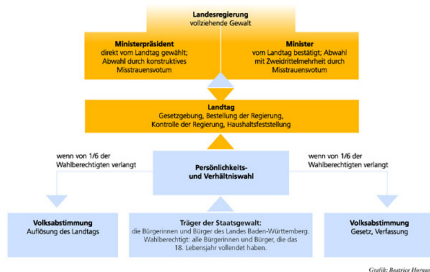 Landesregierung
vollziehende Gewalt
Ministerpräsident
direkt vom Landtag gewählt;
Abwahl durch konstruktives
Misstrauensvotum
Minister
vom Landtag bestätigt; Abwahl
mit Zweidrittelmehrheit durch
Misstrauensvotum
Landtag
Gesetzgebung, Bestellung der Regierung,
Kontrolle der Regierung, Haushaltsfeststellung
wenn von 1/6 der
Wahlberechtigten verlangt
Persönlichkeits-
und Verhältniswahl
wenn von 1/6 der
Wahlberechtigten verlangt
Volksabstimmung
Auflösung des Landtags
Träger der Staatsgewalt:
die Bürgerinnen und Bürger des Landes Baden-Württemberg.
Wahlberechtigt: alle Bürgerinnen und Bürger, die das
18. Lebensjahr vollendet haben.
Volksabstimmung
Gesetz, Verfassung
Grafik: Beatrice